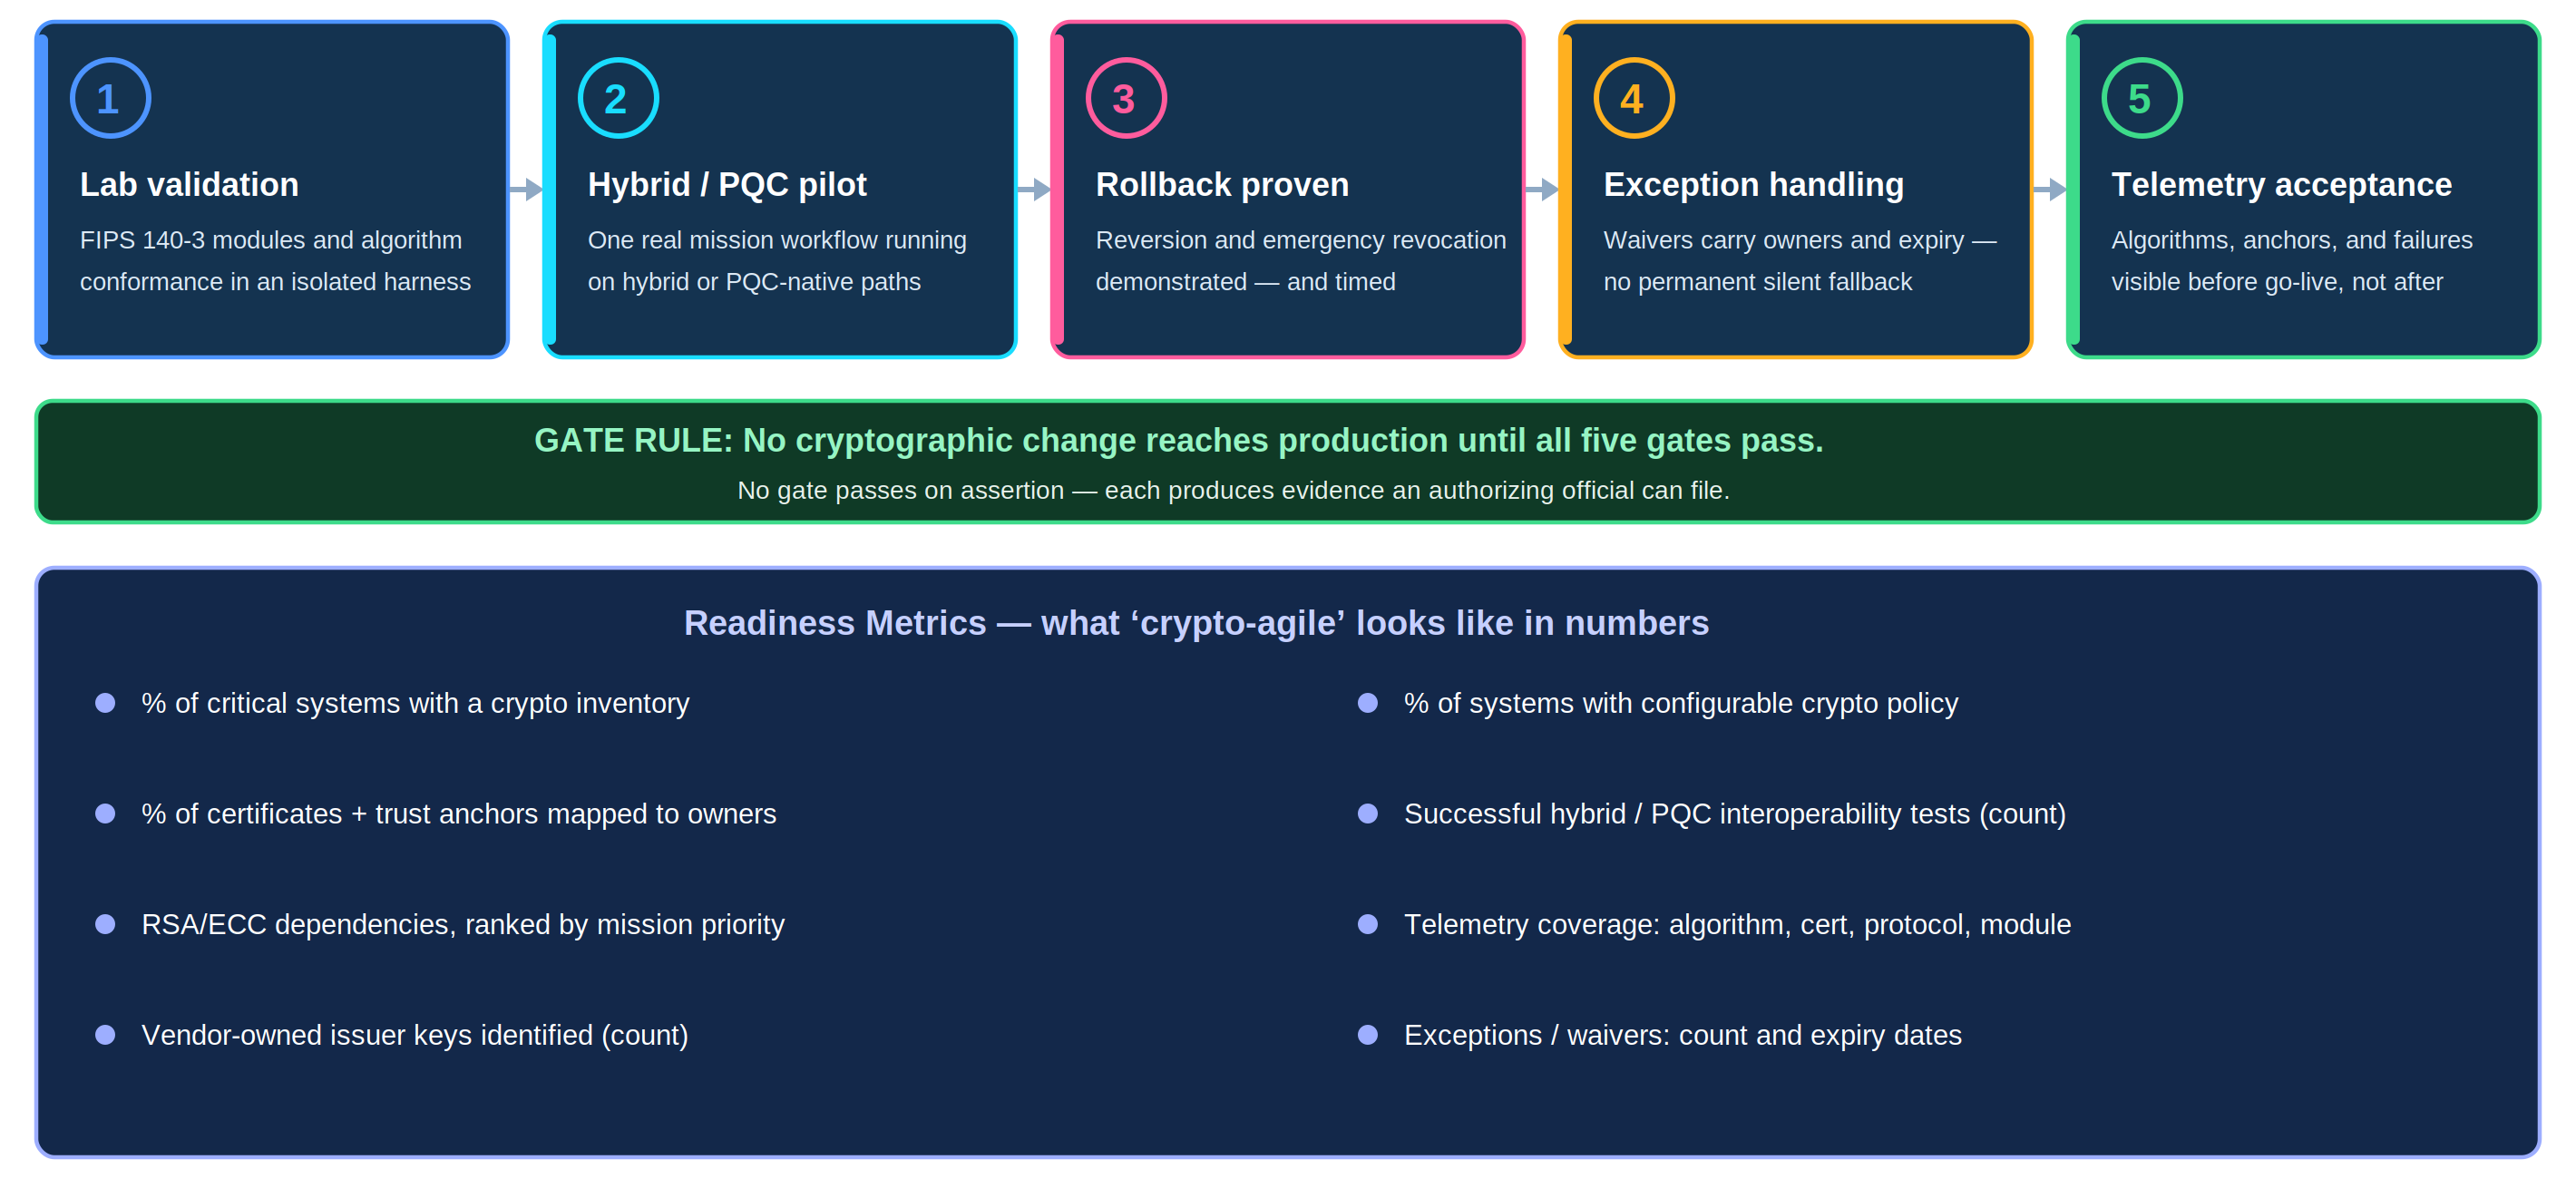 1
Lab validation
FIPS 140-3 modules and algorithm
conformance in an isolated harness
2
Hybrid / PQC pilot
One real mission workflow running
on hybrid or PQC-native paths
3
Rollback proven
Reversion and emergency revocation
demonstrated — and timed
4
Exception handling
Waivers carry owners and expiry —
no permanent silent fallback
5
Telemetry acceptance
Algorithms, anchors, and failures
visible before go-live, not after
GATE RULE: No cryptographic change reaches production until all five gates pass.
No gate passes on assertion — each produces evidence an authorizing official can file.
Readiness Metrics — what ‘crypto-agile’ looks like in numbers
% of critical systems with a crypto inventory
% of certificates + trust anchors mapped to owners
RSA/ECC dependencies, ranked by mission priority
Vendor-owned issuer keys identified (count)
% of systems with configurable crypto policy
Successful hybrid / PQC interoperability tests (count)
Telemetry coverage: algorithm, cert, protocol, module
Exceptions / waivers: count and expiry dates